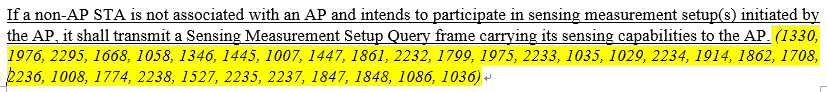 If a non-AP STA is not associated with an AP and intends to participate in sensing measurement setup(s) initiated by
the AP, it shall transmit a Sensing Measurement Setup Query frame carrying its sensing capabilities to the AP. (1330,
1976, 2295, 1668, 1058, 1346, 1445, 1007, 1447, 1861, 2232, 1799, 1975, 2233, 1035, 1029, 2234, 1914, 1862, 1708,
2236, 1008, 1774, 2238, 1527, 2235, 2237, 1847, 1848, 1086, 1036)